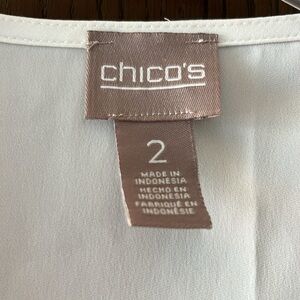 chico's
2
MADE IN
INDONESIA
HECHO EN
INDONESIA
FABRIQUÉ EN
INDONÉSIE